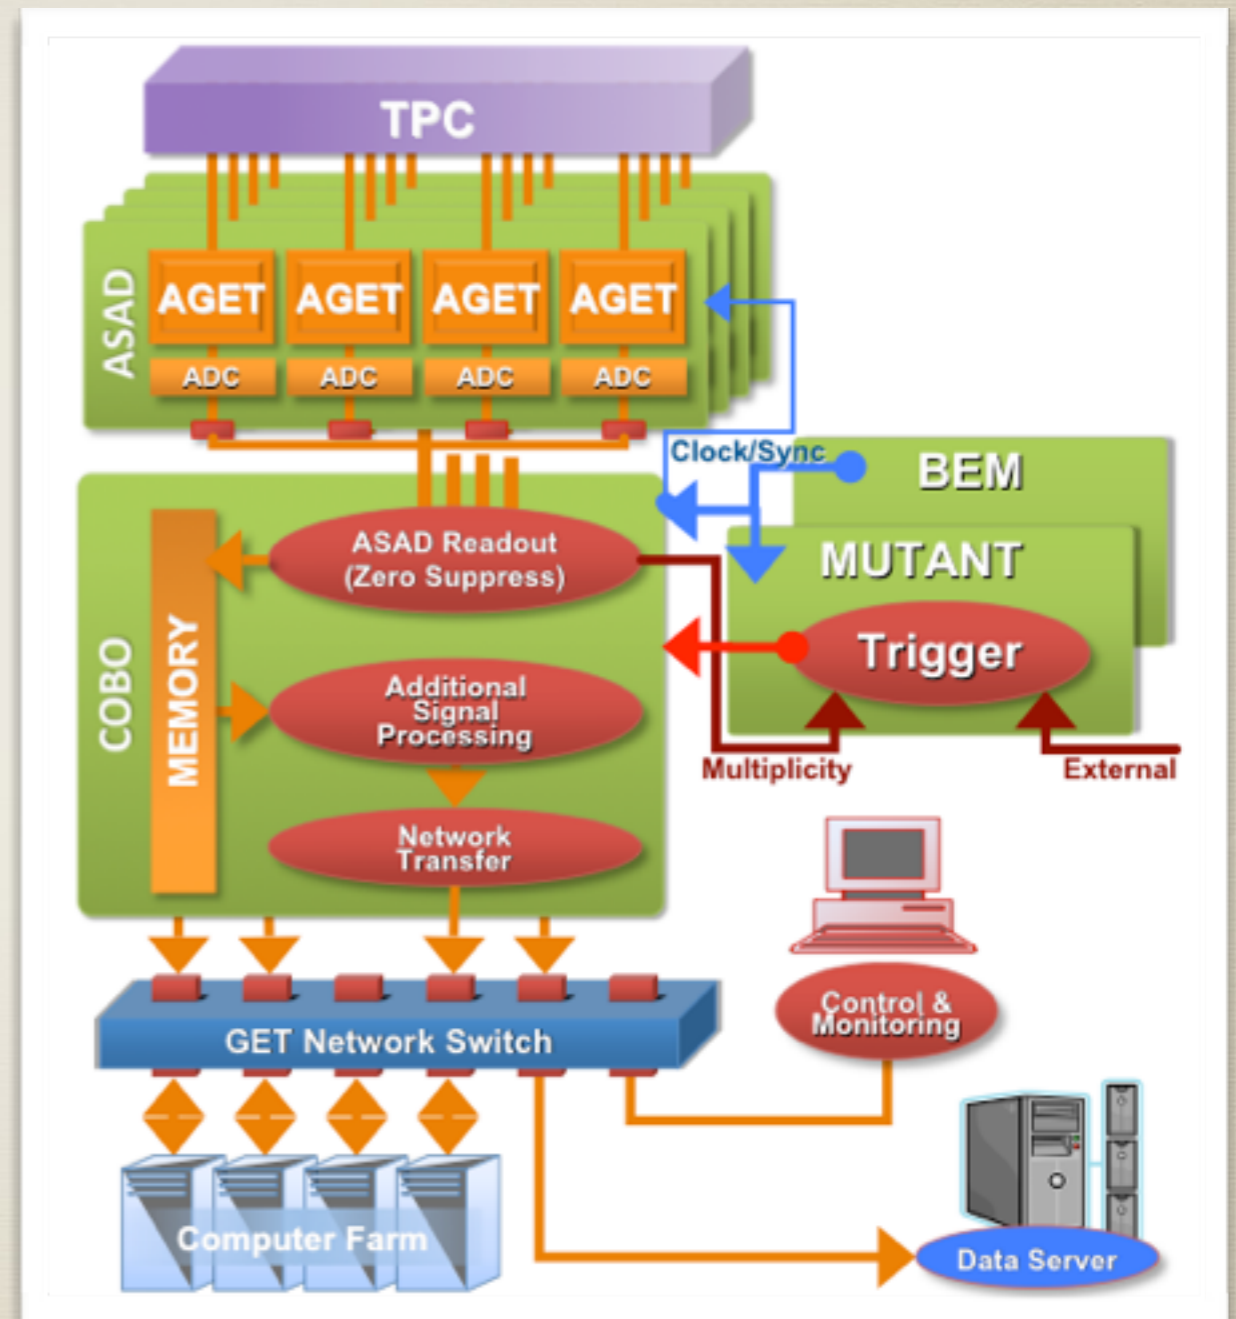 TPC
ASAD
AGET
AGET
AGET
AGET
ADC
ADC
ADC
ADC
Clock/Sync
BEM
MUTANT
Trigger
Multiplicity
External
COBO
MEMORY
ASAD Readout
(Zero Suppress)
Additional
Signal
Processing
Network
Transfer
GET Network Switch
Control &
Monitoring
Computer Farm
Data Server